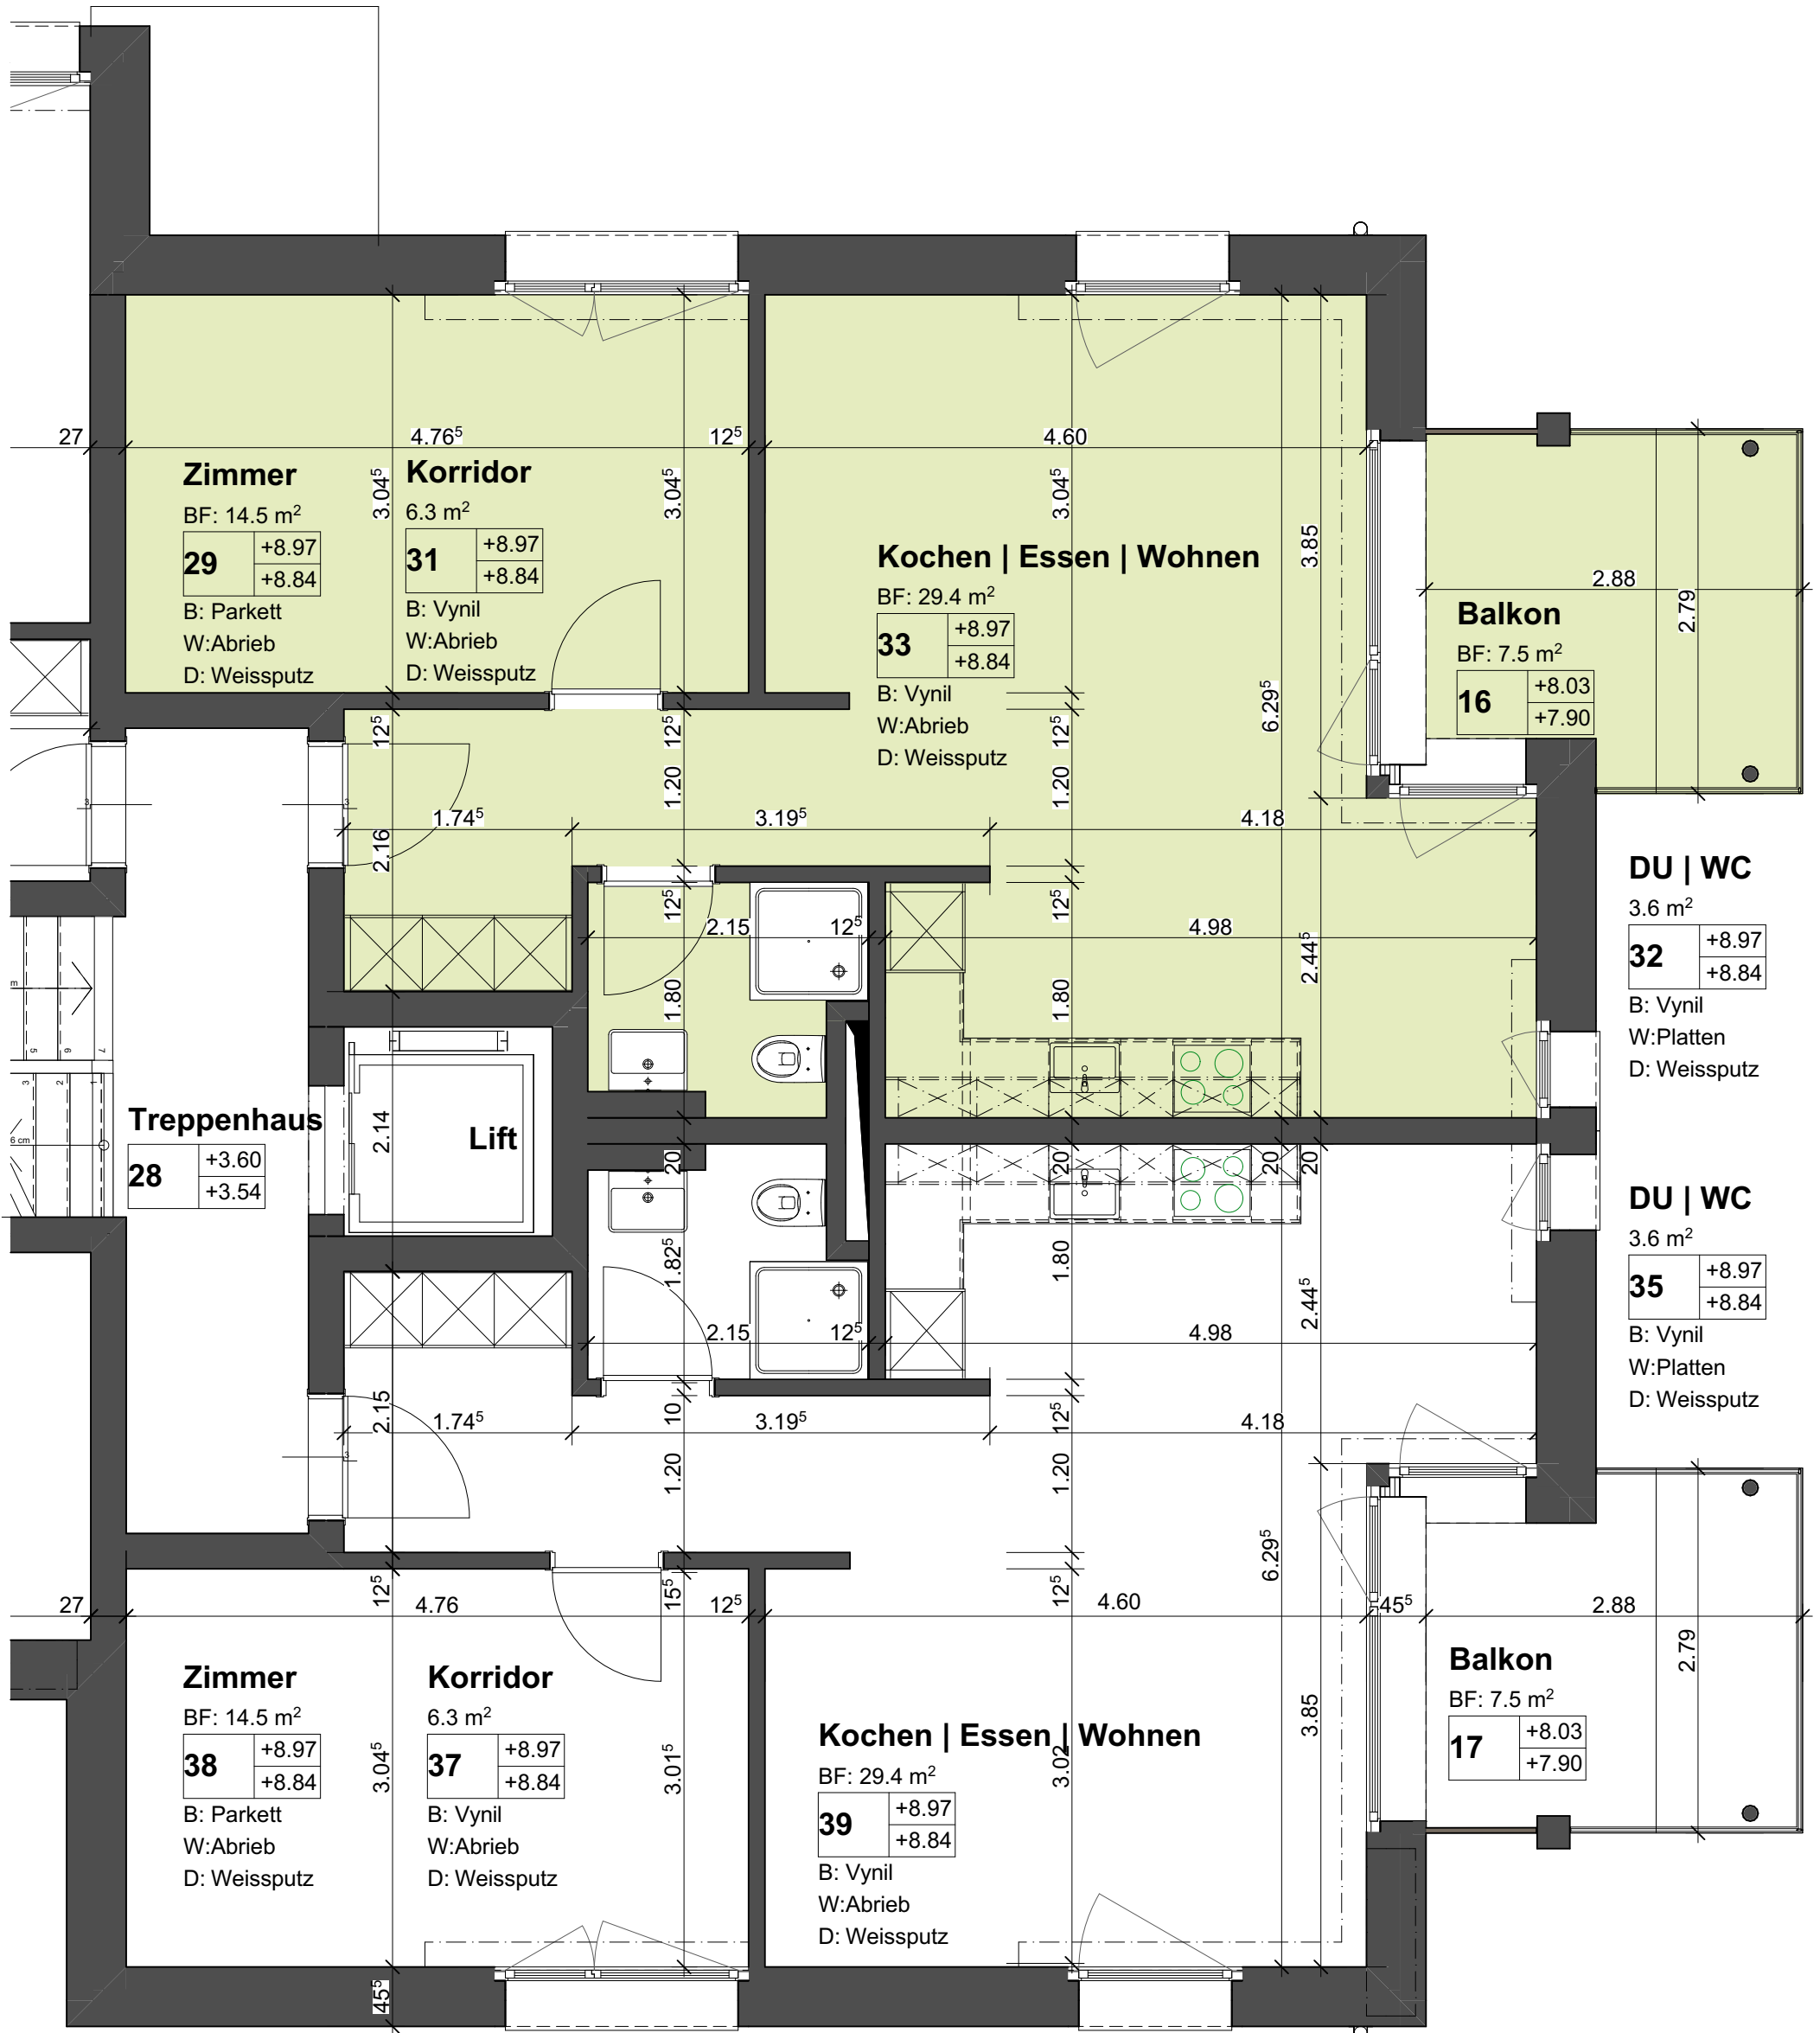 27
4.76⁵
12⁵
4.60
Zimmer
BF: 14.5 m²
29
+8.97
+8.84
B: Parkett
W:Abrieb
D: Weissputz
3.04⁵
Korridor
6.3 m²
31
+8.97
+8.84
B: Vynil
W:Abrieb
D: Weissputz
3.04⁵
Kochen | Essen | Wohnen
BF: 29.4 m²
33
+8.97
+8.84
B: Vynil
W:Abrieb
D: Weissputz
3.04⁵
3.85
6.29⁵
2.88
2.79
Balkon
BF: 7.5 m²
16
+8.03
+7.90
12⁵
12⁵
12⁵
1.20
1.20
3
3
1.74⁵
3.19⁵
4.18
2.16
12⁵
12⁵
2.15
12⁵
4.98
2.44⁵
1.80
1.80
DU | WC
3.6 m²
32
+8.97
+8.84
B: Vynil
W:Platten
D: Weissputz
m
5
6
7
3
2
1
6 cm
Treppenhaus
28
+3.60
+3.54
2.14
Lift
20
20
20
20
1.82⁵
1.80
2.44⁵
DU | WC
3.6 m²
35
+8.97
+8.84
B: Vynil
W:Platten
D: Weissputz
2.15
12⁵
4.98
2.15
1.74⁵
10
3.19⁵
12⁵
4.18
3
1.20
1.20
6.29⁵
27
12⁵
4.76
15⁵
12⁵
12⁵
4.60
45⁵
2.88
2.79
Zimmer
BF: 14.5 m²
38
+8.97
+8.84
B: Parkett
W:Abrieb
D: Weissputz
3.04⁵
Korridor
6.3 m²
37
+8.97
+8.84
B: Vynil
W:Abrieb
D: Weissputz
3.01⁵
Kochen | Essen | Wohnen
BF: 29.4 m²
39
+8.97
+8.84
B: Vynil
W:Abrieb
D: Weissputz
3.02
3.85
Balkon
BF: 7.5 m²
17
+8.03
+7.90
45⁵